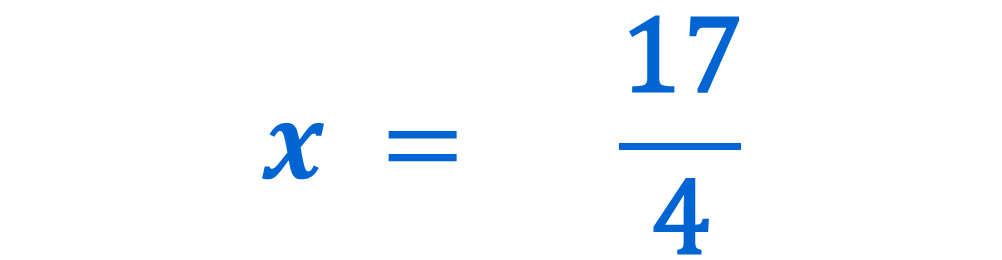 x = 17/4